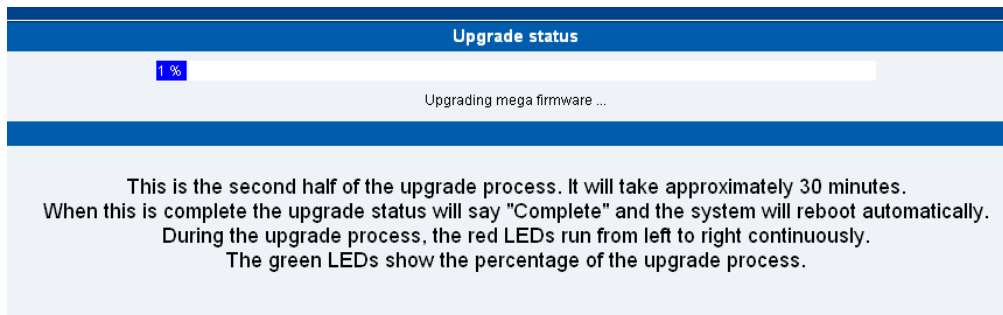 Upgrade status
1 %
Upgrading mega firmware ...
This is the second half of the upgrade process. It will take approximately 30 minutes.
When this is complete the upgrade status will say "Complete" and the system will reboot automatically.
During the upgrade process, the red LEDs run from left to right continuously.
The green LEDs show the percentage of the upgrade process.